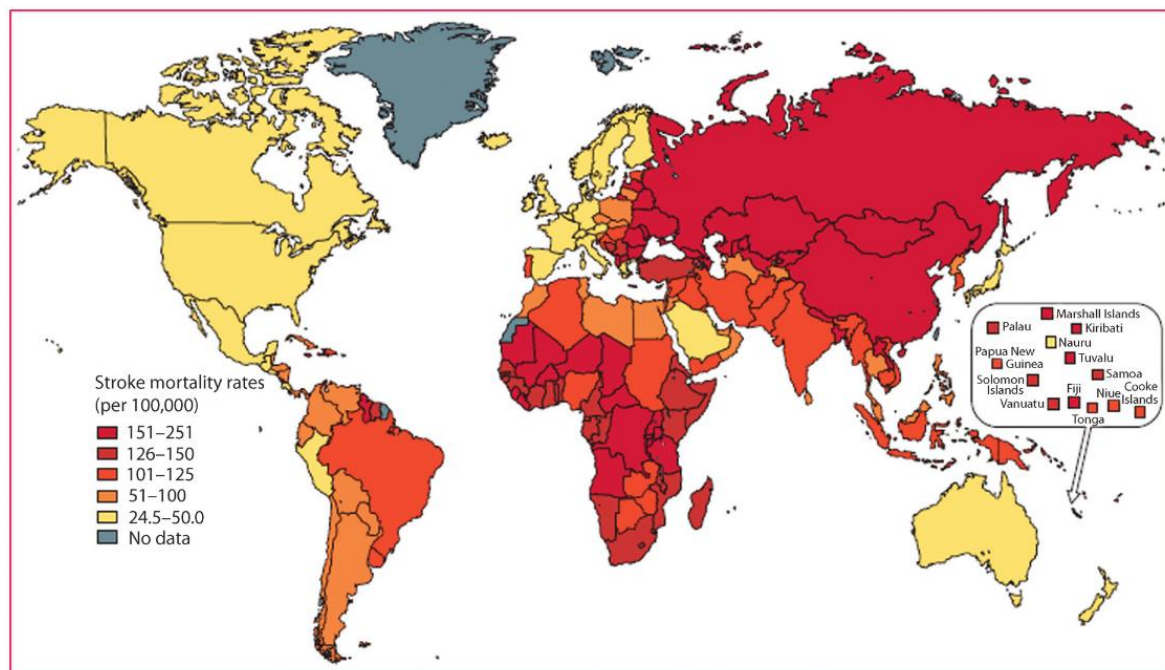 Marshall Islands
Palau
Kiribati
Nauru
Papua New
Guinea
Tuvalu
Solomon
Islands
Samoa
Vanuatu
Fiji
Niue
Cooke
Islands
Tonga
Stroke mortality rates
(per 100,000)
151–251
126–150
101–125
51–100
24.5–50.0
No data